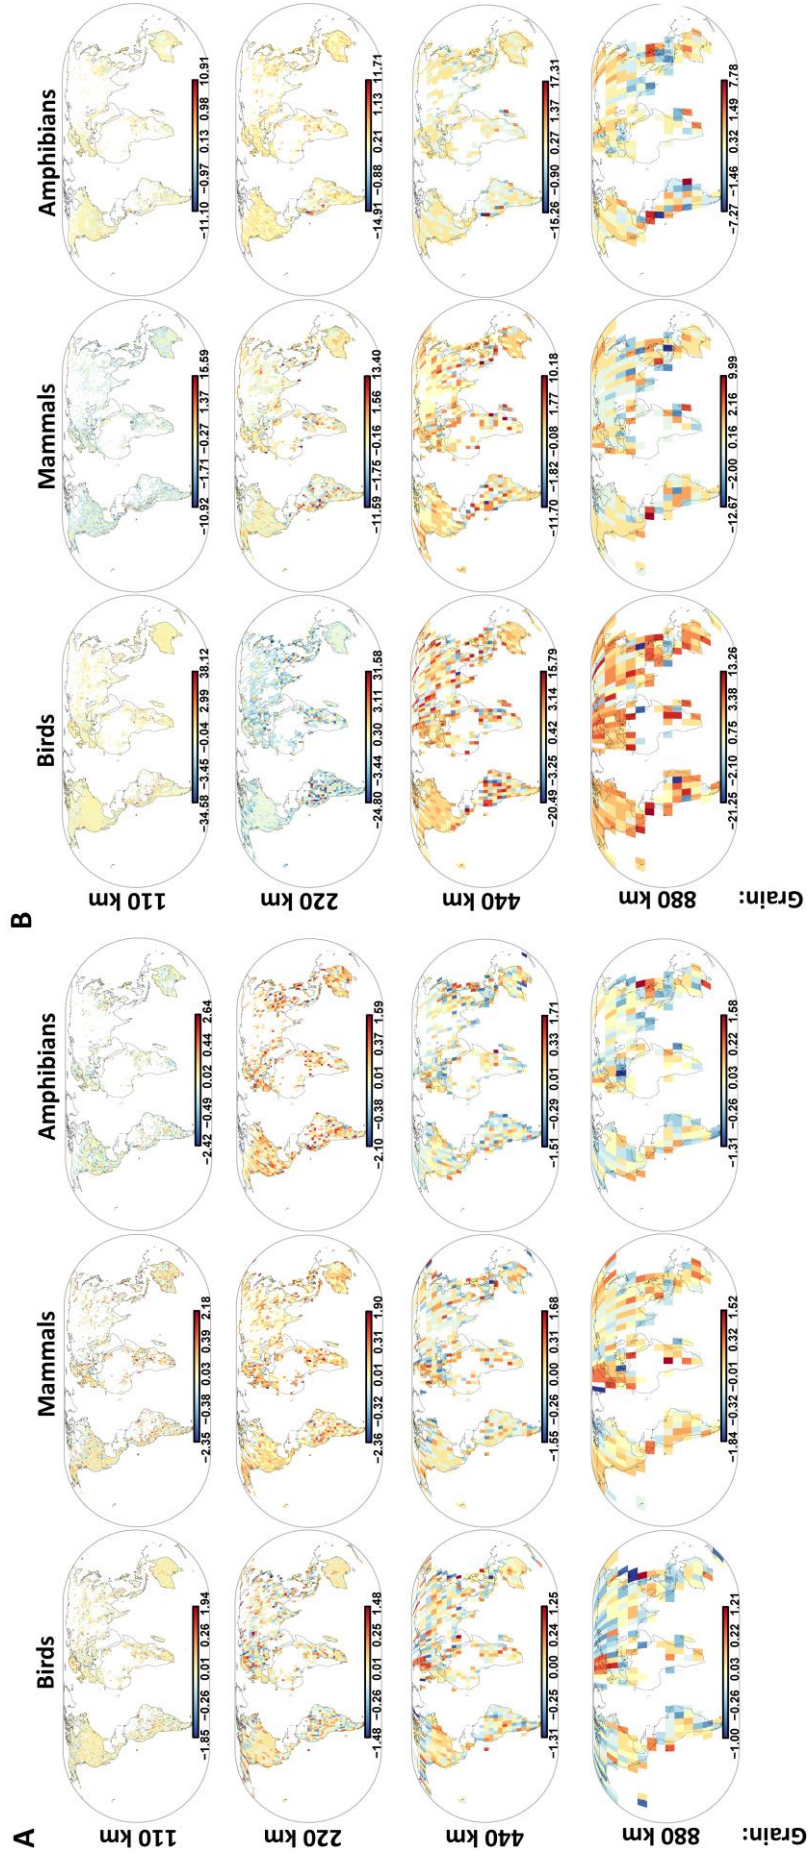 A
Birds Mammals Amphibians
110 km
−1.85 −0.26 0.01 0.26 1.94
−2.35 −0.38 0.03 0.39 2.18
−2.42 −0.49 0.02 0.44 2.64
220 km
−1.48 −0.26 0.01 0.25 1.48
−2.36 −0.32 0.01 0.31 1.90
−2.10 −0.38 0.01 0.37 1.59
440 km
−1.31 −0.25 0.00 0.24 1.25
−1.55 −0.26 0.00 0.31 1.68
−1.51 −0.29 0.01 0.33 1.71
880 km
−1.00 −0.26 0.03 0.22 1.21
−1.84 −0.32 −0.01 0.32 1.52
−1.31 −0.26 0.03 0.22 1.58
Grain:
B
Birds Mammals Amphibians
110 km
−34.58 −3.45 −0.04 2.99 38.12
−10.92 −1.71 −0.27 1.37 15.59
−11.10 −0.97 0.13 0.98 10.91
220 km
−24.80 −3.44 0.30 3.11 31.58
−11.59 −1.75 −0.16 1.56 13.40
−14.91 −0.88 0.21 1.13 11.71
440 km
−20.49 −3.25 0.42 3.14 15.79
−11.70 −1.82 −0.08 1.77 10.18
−15.26 −0.90 0.27 1.37 17.31
880 km
−21.25 −2.10 0.75 3.38 13.26
−12.67 −2.00 0.16 2.16 9.99
−7.27 −1.46 0.32 1.49 7.78
Grain: